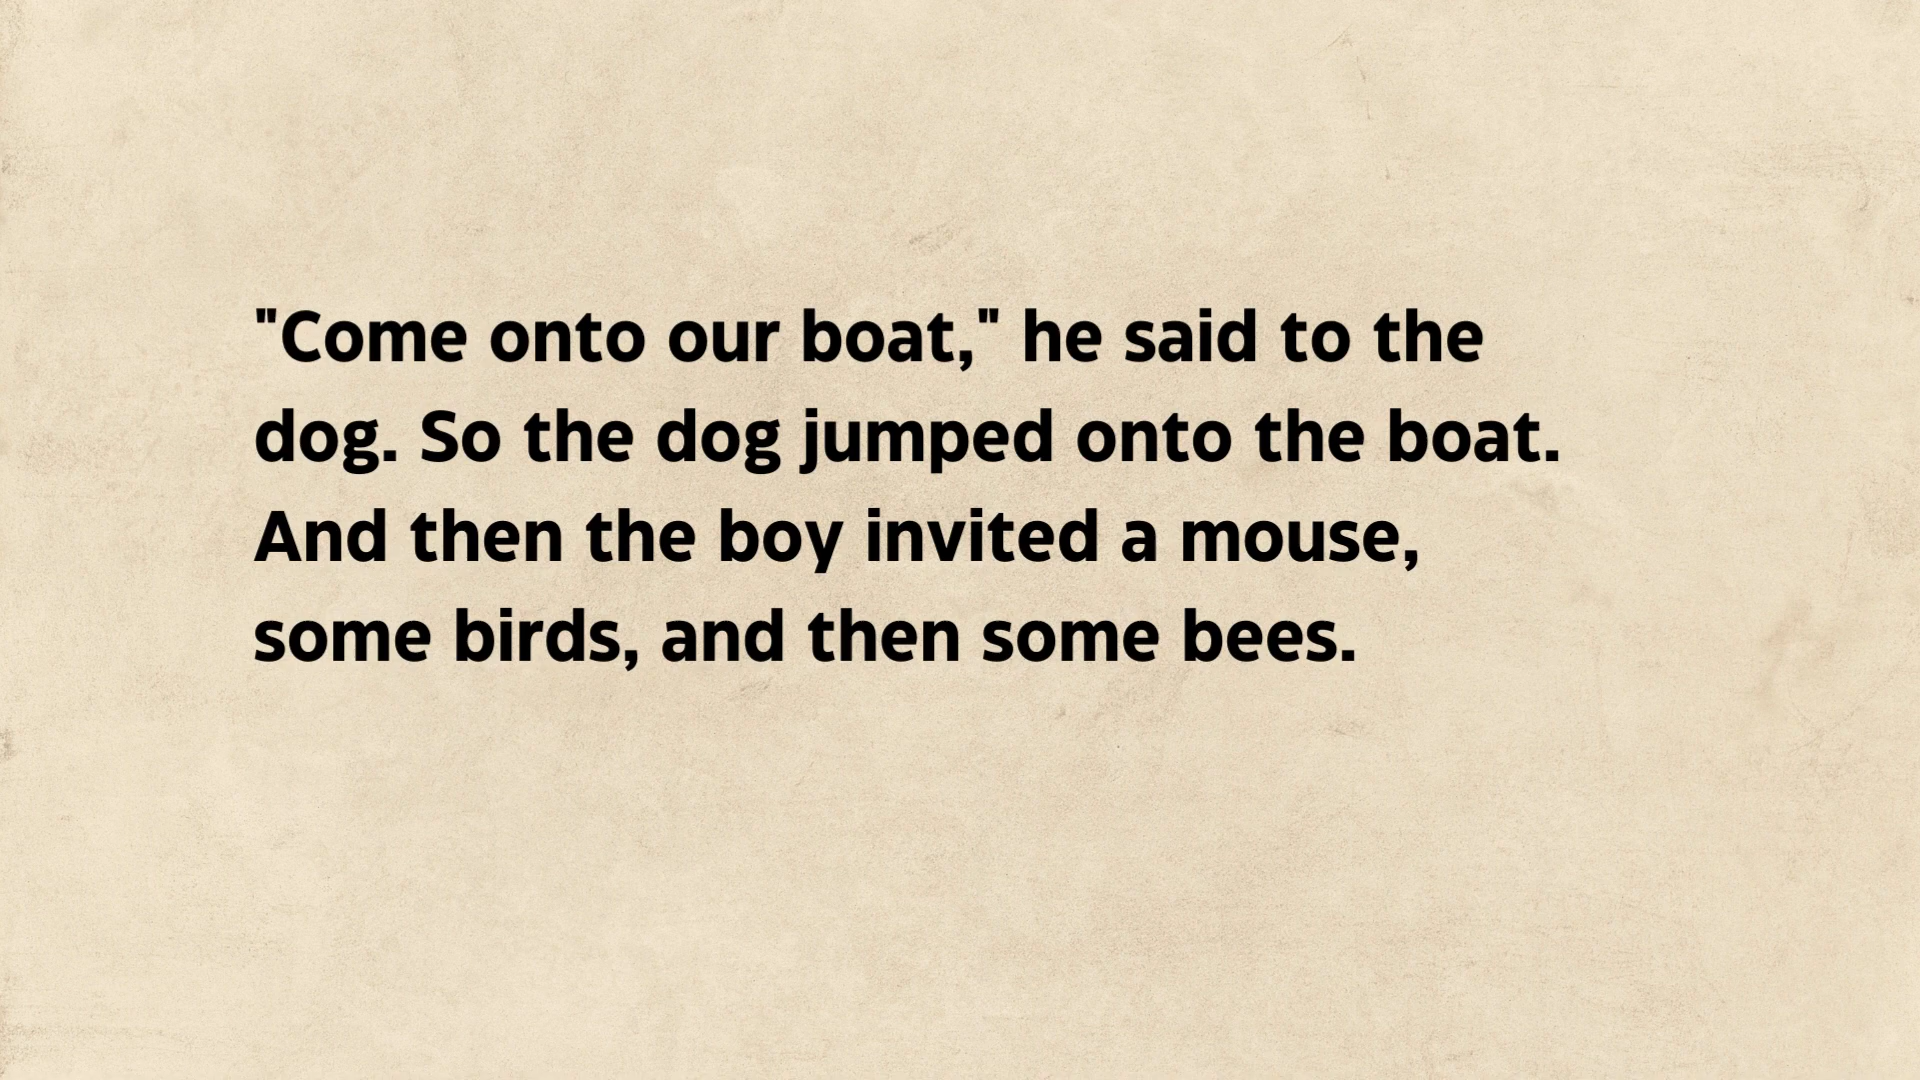 "Come onto our boat," he said to the
dog. So the dog jumped onto the boat.
And then the boy invited a mouse,
some birds, and then some bees.